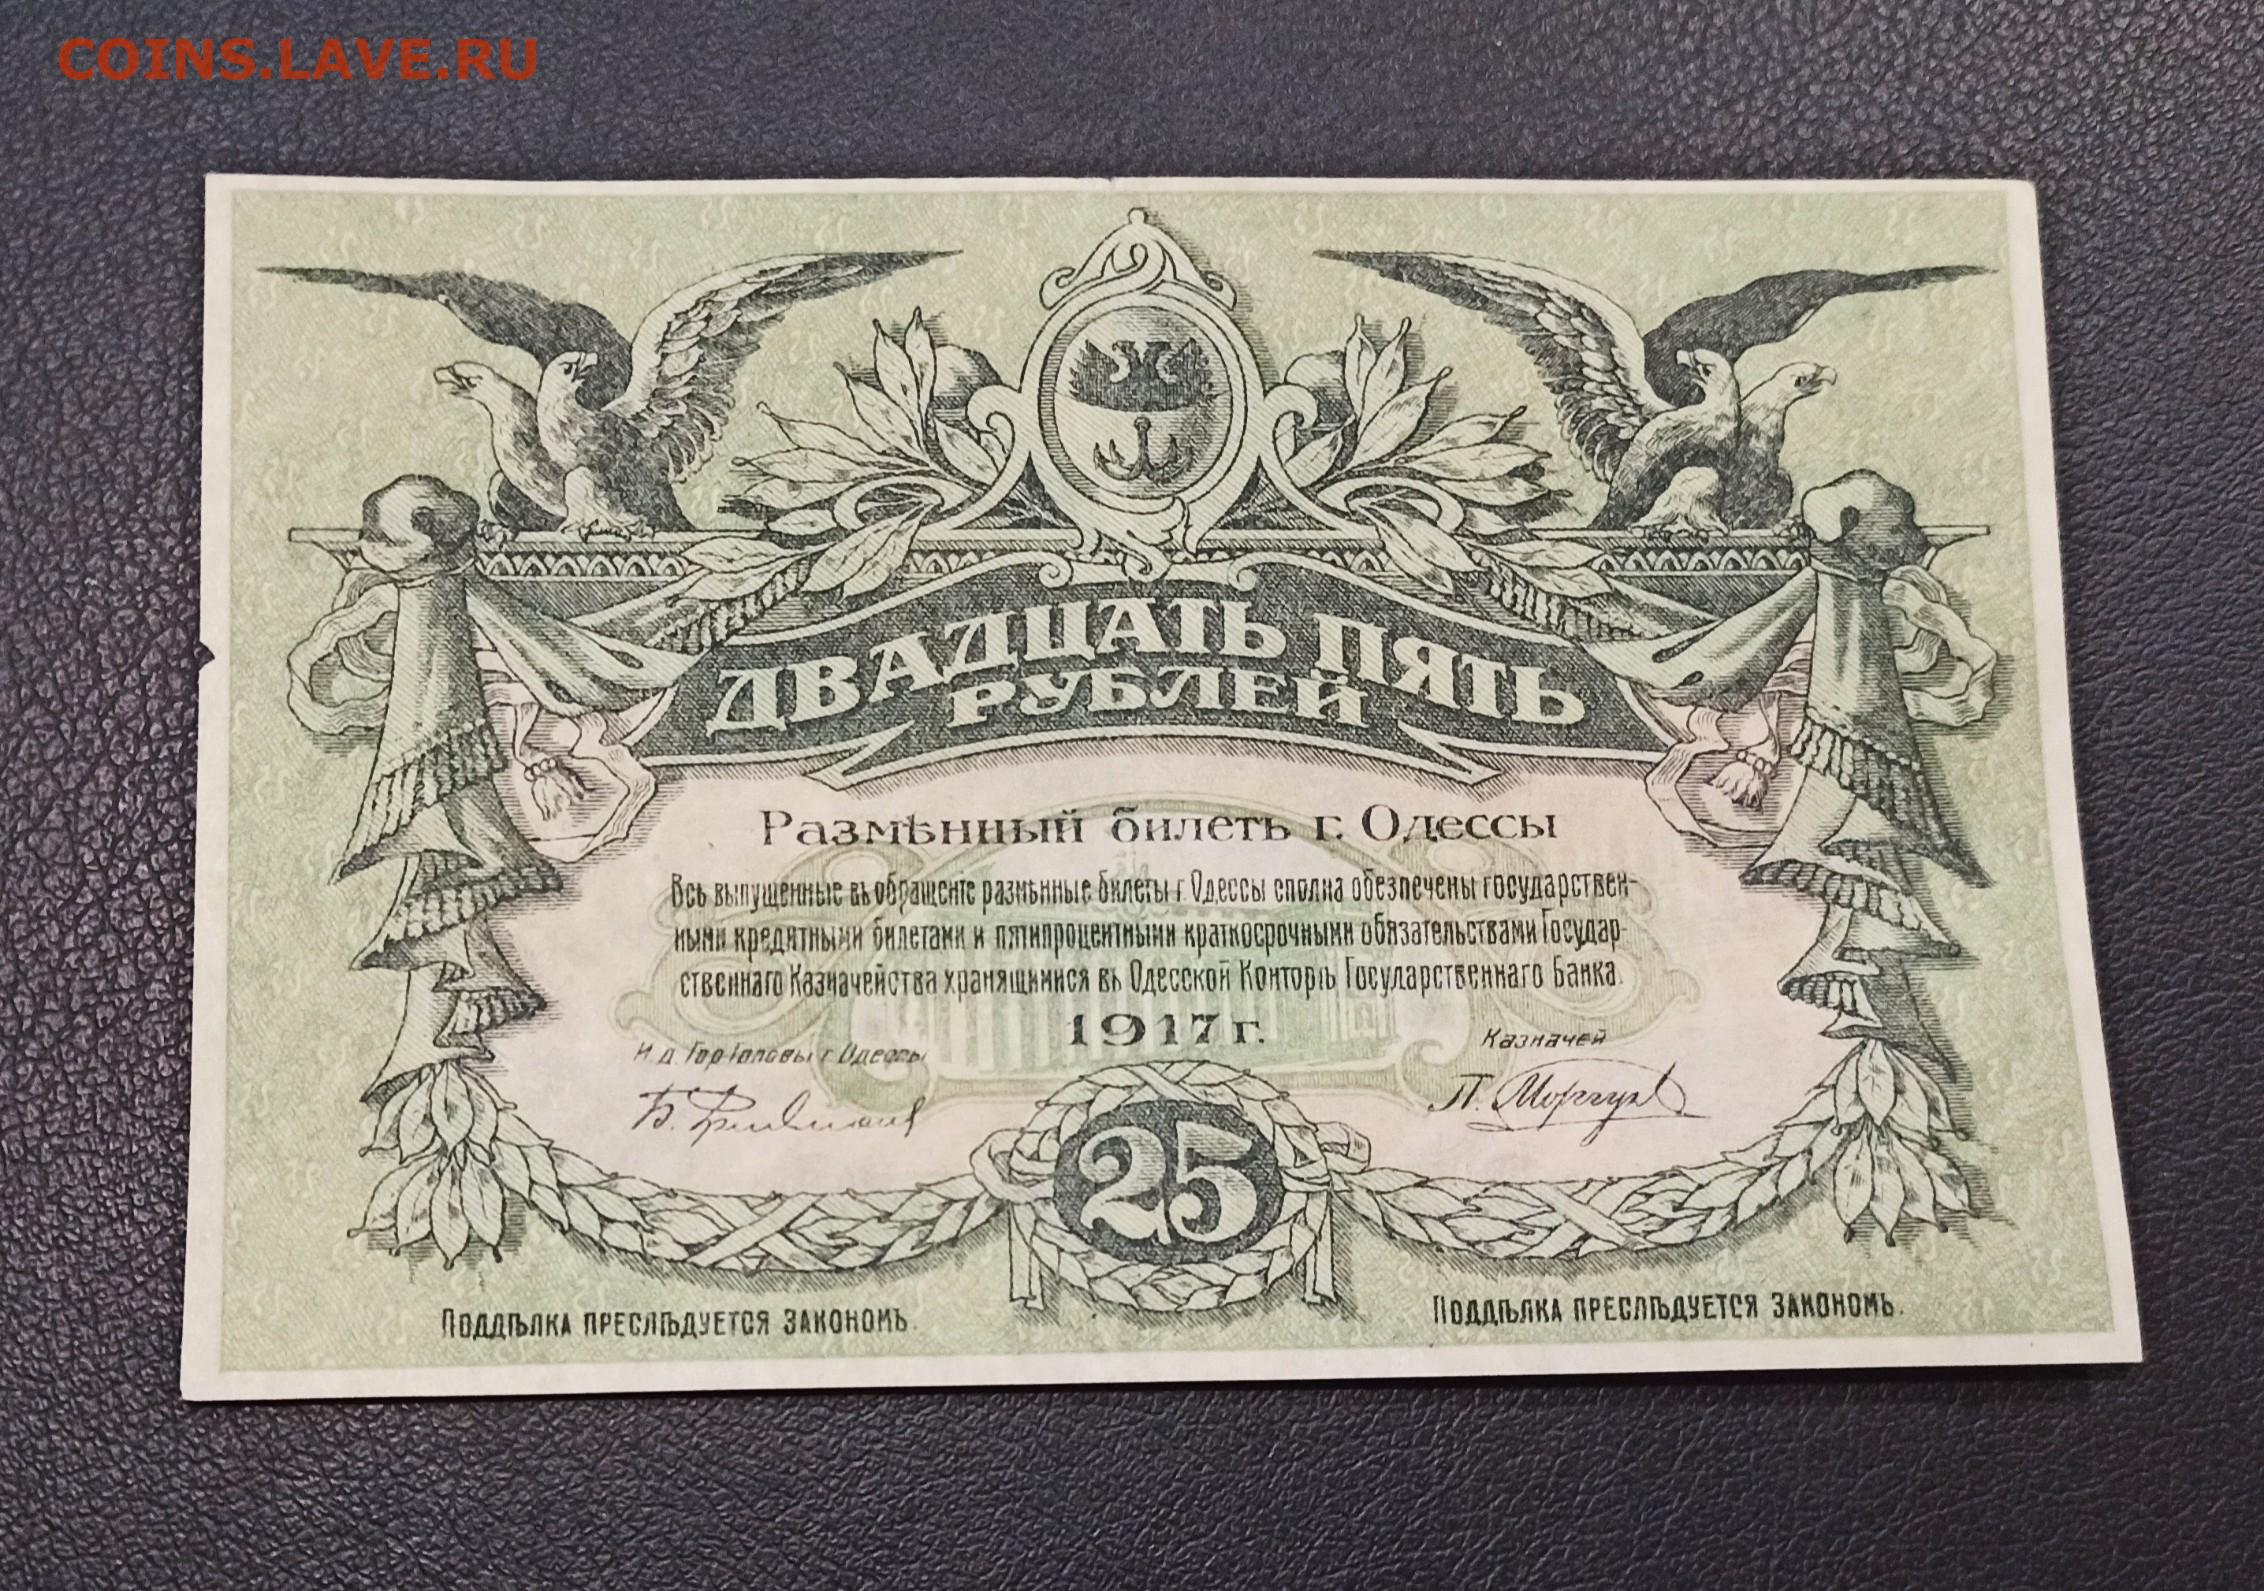 COINS.LAVE.RU
ДВАДЦАТЬ ПЯТЬ
РУБЛЕЙ
Размѣнный билетъ г. Одессы
Всѣ выпущенные въ обращеніе размѣнные билеты г. Одессы сполна обезпечены государствен-
ными кредитными билетами и пятипроцентными краткосрочными обязательствами Государ-
ственнаго Казначейства хранящимися въ Одесской Конторѣ Государственнаго Банка.
1917 г.
И. д. Гор Головы г. Одессы
Казначей
Б. Фридман
П.
25
ПОДДѢЛКА ПРЕСЛѢДУЕТСЯ ЗАКОНОМЪ.
ПОДДѢЛКА ПРЕСЛѢДУЕТСЯ ЗАКОНОМЪ.